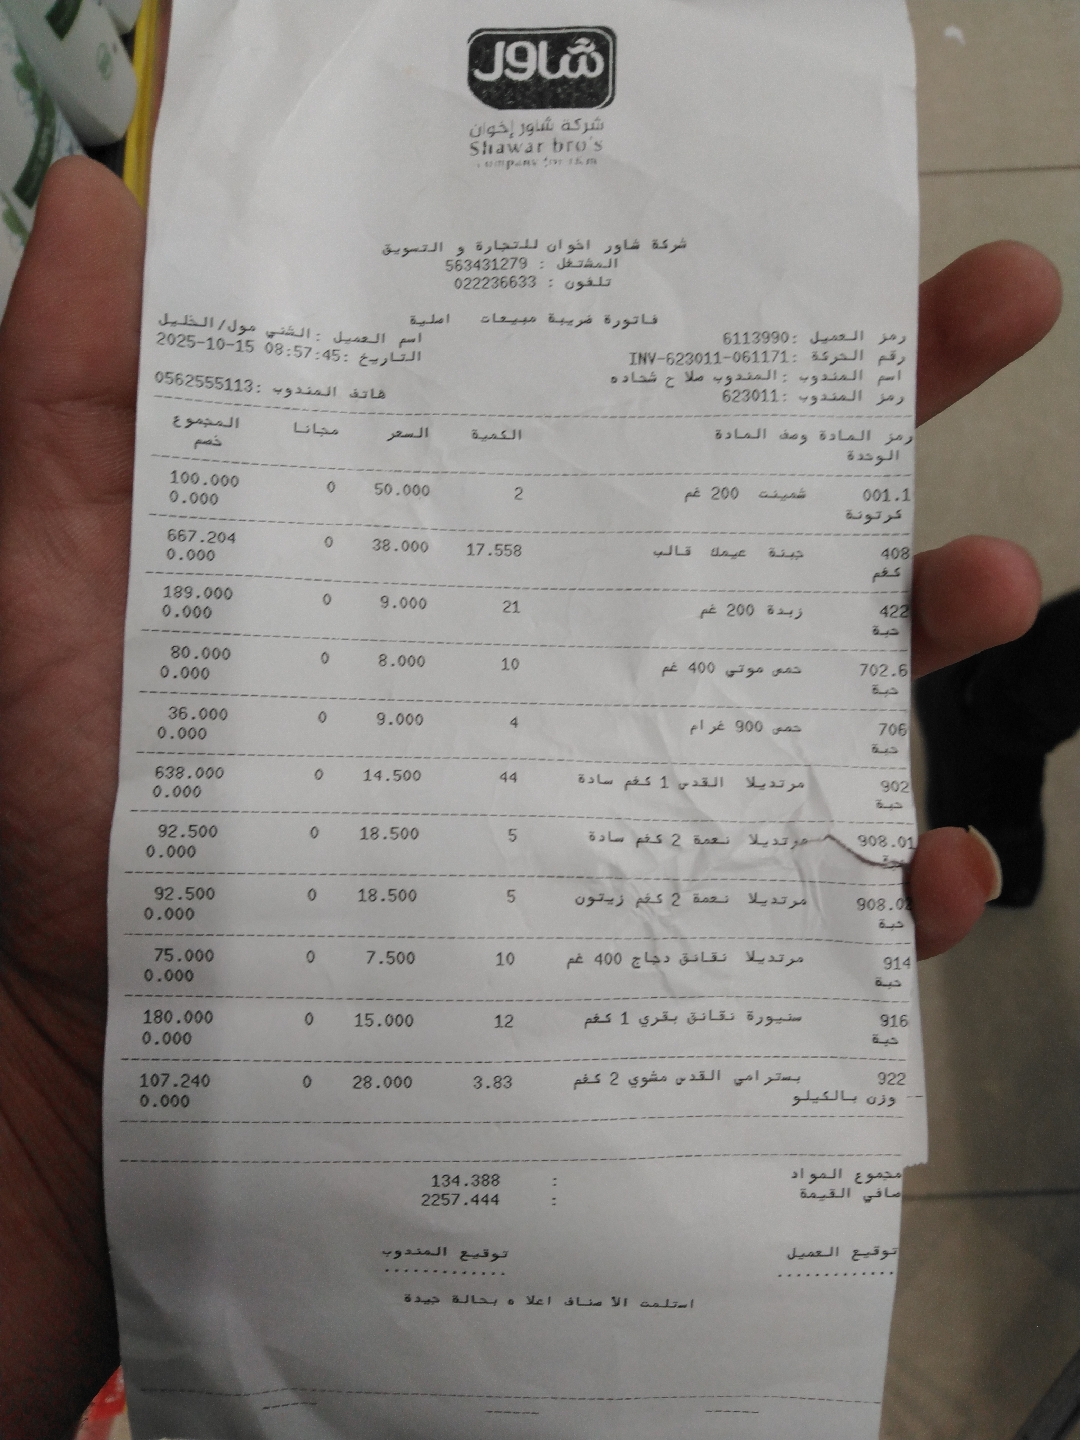 شاور
شركة شاور إخوان
Shawar bro's
شركة شاور اخوان للتجارة و التسويق
المشتغل : 563431279
تلفون : 022236633
فاتورة ضريبة مبيعات اصلية
رمز العميل :6113990 اسم العميل :الشني مول/الخليل
رقم الحركة :INV-623011-061171 التاريخ :2025-10-15 08:57:45
اسم المندوب :المندوب صلا ح شحاده
رمز المندوب :623011 هاتف المندوب :0562555113
رمز المادة وصف المادة الكمية السعر مجانا المجموع
الوحدة خصم
001.1 شمينت 200 غم 2 50.000 0 100.000
كرتونة 0.000
408 جبنة عيمك قالب 17.558 38.000 0 667.204
كغم 0.000
422 زبدة 200 غم 21 9.000 0 189.000
حبة 0.000
702.6 حمص موتي 400 غم 10 8.000 0 80.000
حبة 0.000
706 حمص 900 غرام 4 9.000 0 36.000
حبة 0.000
902 مرتديلا القدس 1 كغم سادة 44 14.500 0 638.000
حبة 0.000
908.01 مرتديلا نعمة 2 كغم سادة 5 18.500 0 92.500
0.000
908.02 مرتديلا نعمة 2 كغم زيتون 5 18.500 0 92.500
حبة 0.000
914 مرتديلا نقانق دجاج 400 غم 10 7.500 0 75.000
حبة 0.000
916 سنيورة نقانق بقري 1 كغم 12 15.000 0 180.000
حبة 0.000
922 بسترامي القدس مشوي 2 كغم 3.83 28.000 0 107.240
وزن بالكيلو 0.000
مجموع المواد : 134.388
صافي القيمة : 2257.444
توقيع العميل توقيع المندوب
............. .............
استلمت الأ صناف اعلا ه بحالة جيدة